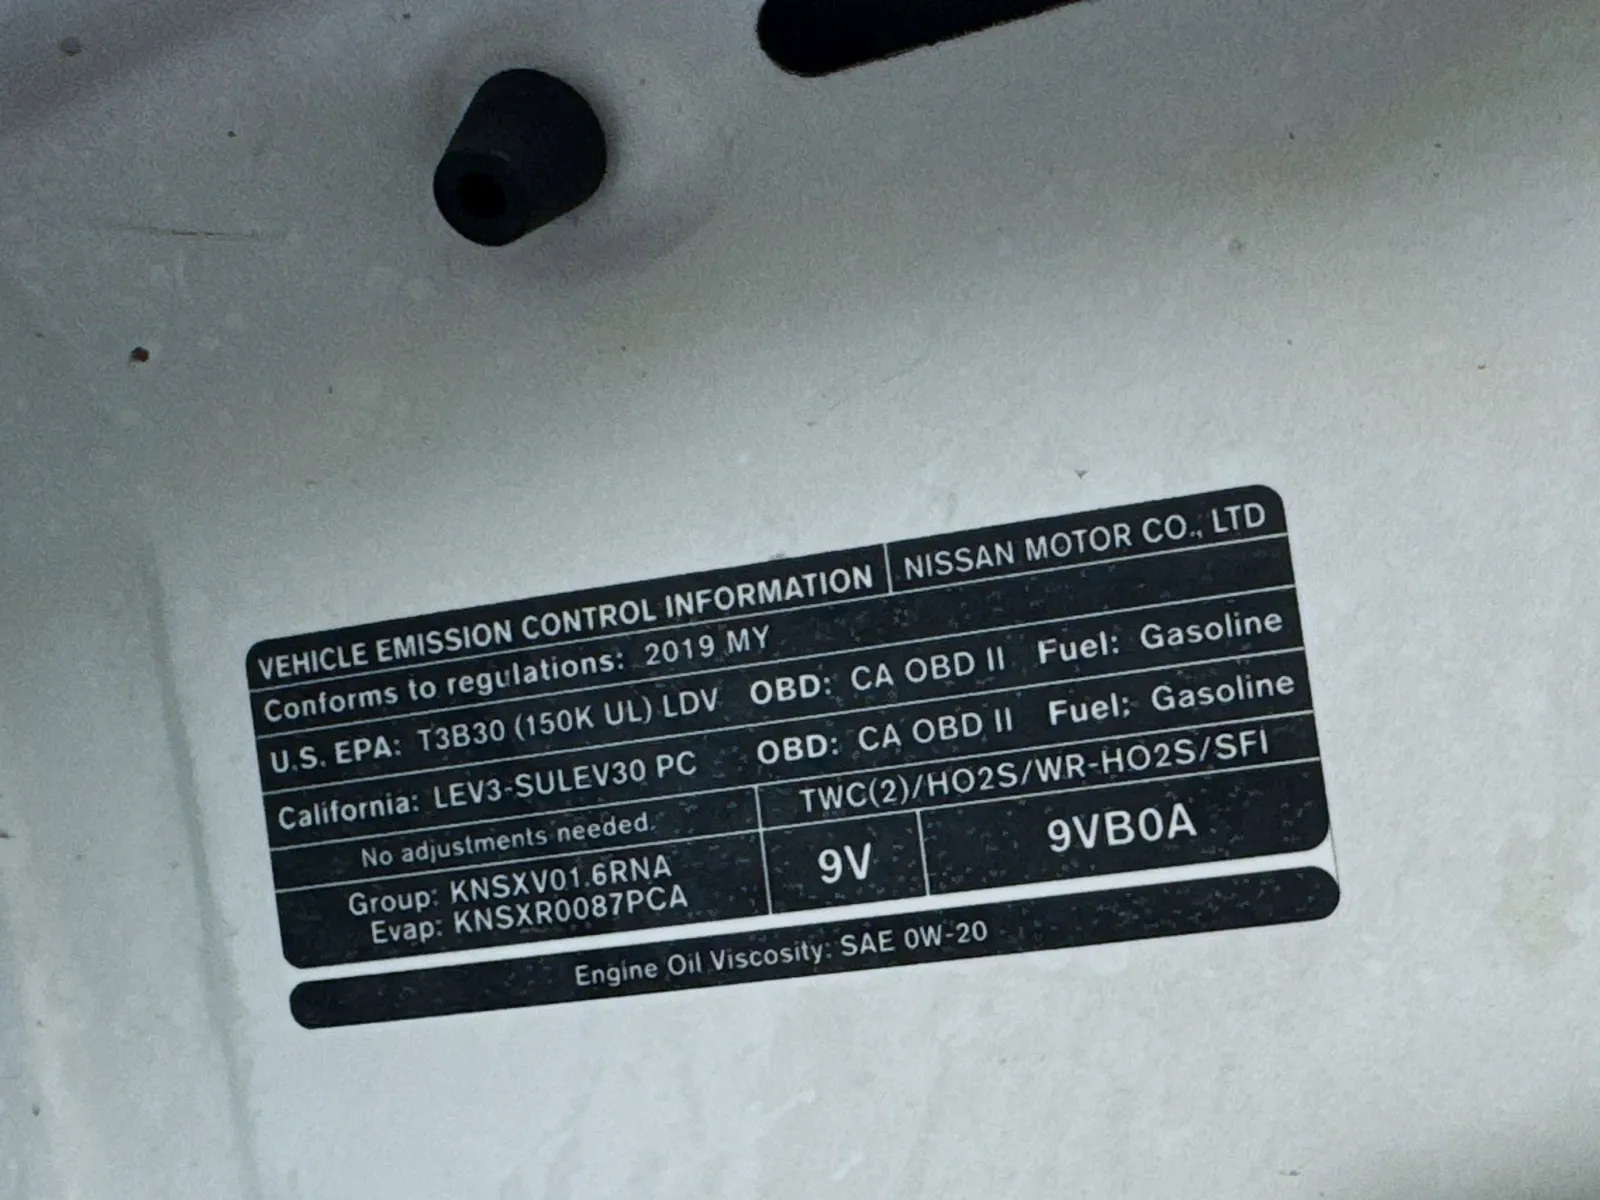 VEHICLE EMISSION CONTROL INFORMATION NISSAN MOTOR CO., LTD
Conforms to regulations: 2019 MY
U.S. EPA: T3B30 (150K UL) LDV OBD: CA OBD II Fuel: Gasoline
California: LEV3-SULEV30 PC OBD: CA OBD II Fuel: Gasoline
No adjustments needed. TWC(2)/HO2S/WR-HO2S/SFI
Group: KNSXV01.6RNA
Evap: KNSXR0087PCA
9V 9VB0A
Engine Oil Viscosity: SAE 0W-20